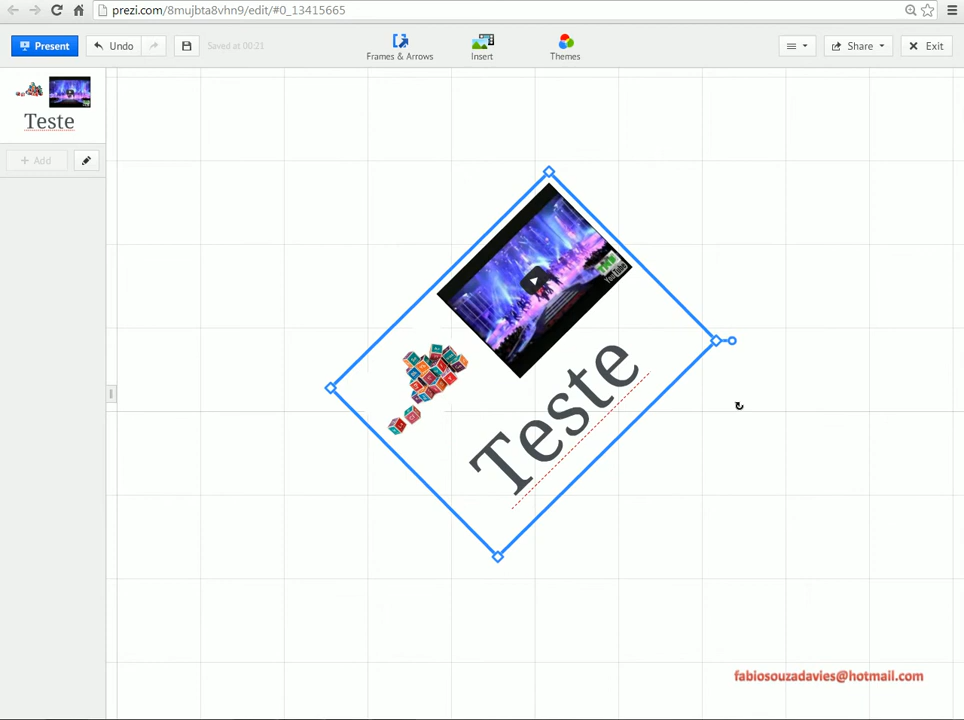 prezi.com/8mujbta8vhn9/edit/#0_13415665
Present
Undo
Saved at 00:21
Frames & Arrows
Insert
Themes
Share
Exit
Teste
+ Add
Teste
fabiosouzadavies@hotmail.com